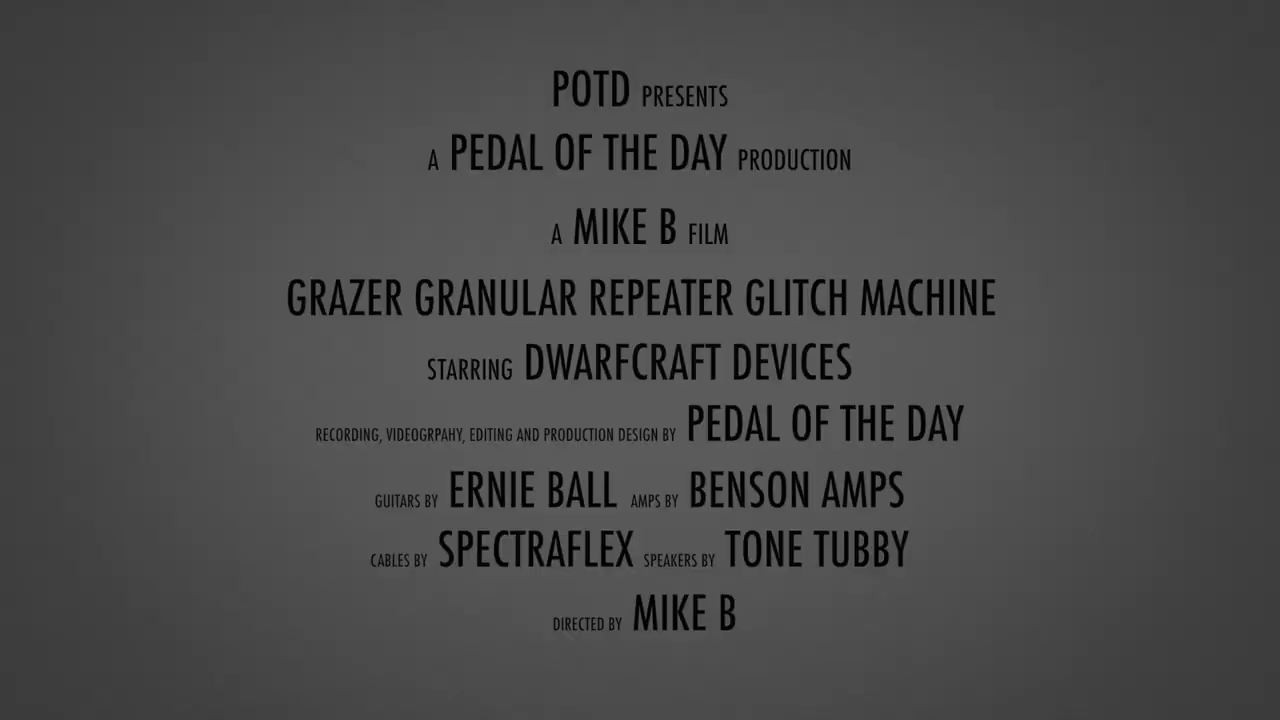 POTD PRESENTS
A PEDAL OF THE DAY PRODUCTION
A MIKE B FILM
GRAZER GRANULAR REPEATER GLITCH MACHINE
STARRING DWARFCRAFT DEVICES
RECORDING, VIDEOGRPAHY, EDITING AND PRODUCTION DESIGN BY PEDAL OF THE DAY
GUITARS BY ERNIE BALL AMPS BY BENSON AMPS
CABLES BY SPECTRAFLEX SPEAKERS BY TONE TUBBY
DIRECTED BY MIKE B